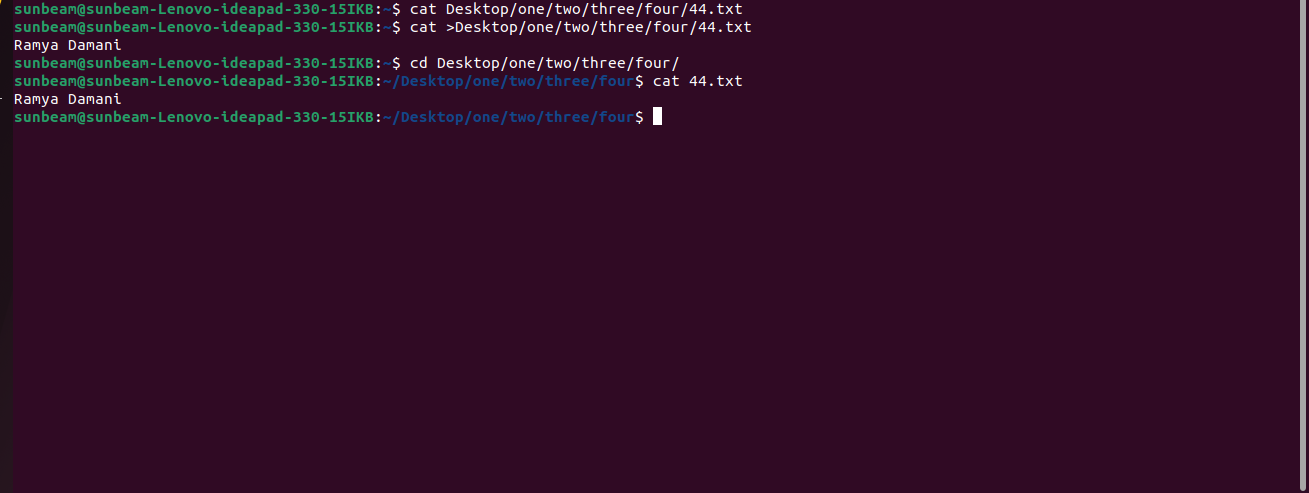 sunbeam@sunbeam-Lenovo-ideapad-330-15IKB:~$ cat Desktop/one/two/three/four/44.txt
sunbeam@sunbeam-Lenovo-ideapad-330-15IKB:~$ cat >Desktop/one/two/three/four/44.txt
Ramya Damani
sunbeam@sunbeam-Lenovo-ideapad-330-15IKB:~$ cd Desktop/one/two/three/four/
sunbeam@sunbeam-Lenovo-ideapad-330-15IKB:~/Desktop/one/two/three/four$ cat 44.txt
Ramya Damani
sunbeam@sunbeam-Lenovo-ideapad-330-15IKB:~/Desktop/one/two/three/four$